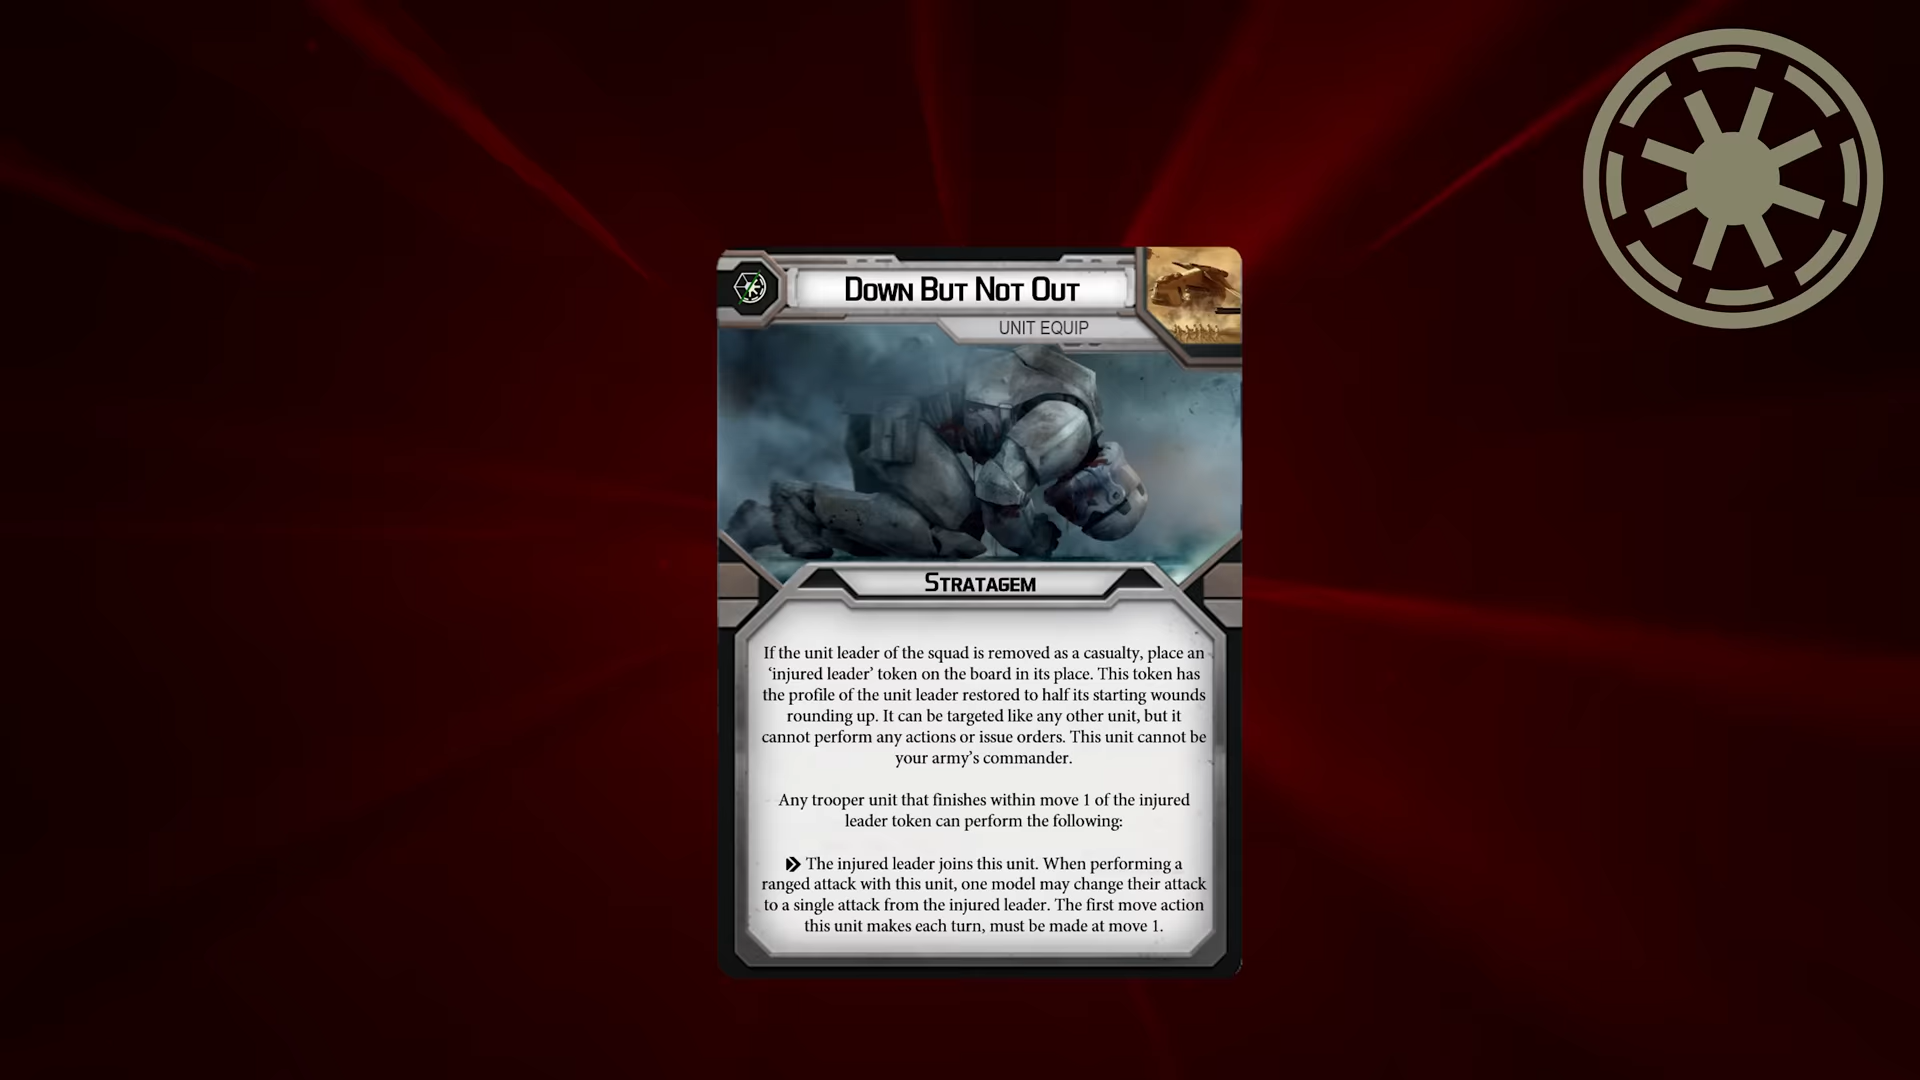 Down But Not Out
UNIT EQUIP
Stratagem
If the unit leader of the squad is removed as a casualty, place an
‘injured leader’ token on the board in its place. This token has
the profile of the unit leader restored to half its starting wounds
rounding up. It can be targeted like any other unit, but it
cannot perform any actions or issue orders. This unit cannot be
your army’s commander.
Any trooper unit that finishes within move 1 of the injured
leader token can perform the following:
The injured leader joins this unit. When performing a
ranged attack with this unit, one model may change their attack
to a single attack from the injured leader. The first move action
this unit makes each turn, must be made at move 1.